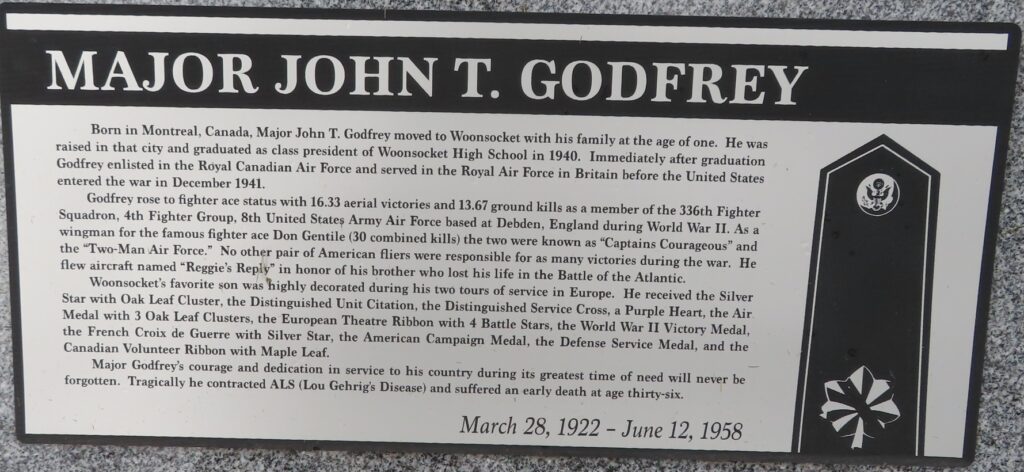 MAJOR JOHN T. GODFREY
Born in Montreal, Canada, Major John T. Godfrey moved to Woonsocket with his family at the age of one. He was
raised in that city and graduated as class president of Woonsocket High School in 1940. Immediately after graduation
Godfrey enlisted in the Royal Canadian Air Force and served in the Royal Air Force in Britain before the United States
entered the war in December 1941.
Godfrey rose to fighter ace status with 16.33 aerial victories and 13.67 ground kills as a member of the 336th Fighter
Squadron, 4th Fighter Group, 8th United States Army Air Force based at Debden, England during World War II. As a
wingman for the famous fighter ace Don Gentile (30 combined kills) the two were known as “Captains Courageous” and
the “Two-Man Air Force.” No other pair of American fliers were responsible for as many victories during the war. He
flew aircraft named “Reggie's Reply” in honor of his brother who lost his life in the Battle of the Atlantic.
Woonsocket's favorite son was highly decorated during his two tours of service in Europe. He received the Silver
Star with Oak Leaf Cluster, the Distinguished Unit Citation, the Distinguished Service Cross, a Purple Heart, the Air
Medal with 3 Oak Leaf Clusters, the European Theatre Ribbon with 4 Battle Stars, the World War II Victory Medal,
the French Croix de Guerre with Silver Star, the American Campaign Medal, the Defense Service Medal, and the
Canadian Volunteer Ribbon with Maple Leaf.
Major Godfrey's courage and dedication in service to his country during its greatest time of need will never be
forgotten. Tragically he contracted ALS (Lou Gehrig's Disease) and suffered an early death at age thirty-six.
March 28, 1922 – June 12, 1958